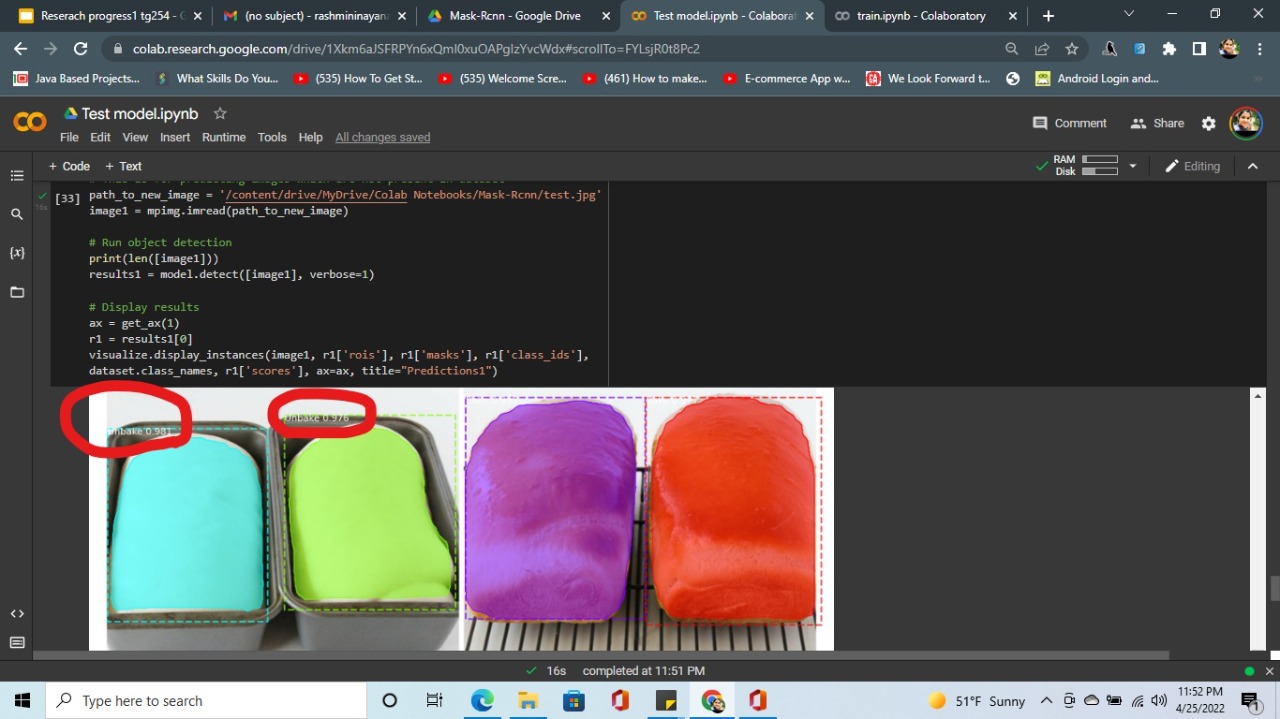 Reserach progress1 tg254 - G
(no subject) - rashmininayana
Mask-Rcnn - Google Drive
Test model.ipynb - Colaborat
train.ipynb - Colaboratory
colab.research.google.com/drive/1Xkm6aJSFRPYn6xQml0xuOAPglzYvcWdx#scrollTo=FYLsjR0t8Pc2
Java Based Projects...
What Skills Do You...
(535) How To Get St...
(535) Welcome Scre...
(461) How to make...
E-commerce App w...
We Look Forward t...
Android Login and...
Test model.ipynb
File Edit View Insert Runtime Tools Help All changes saved
Comment Share
+ Code + Text
RAM
Disk
Editing
[33] path_to_new_image = '/content/drive/MyDrive/Colab Notebooks/Mask-Rcnn/test.jpg'
16s
image1 = mpimg.imread(path_to_new_image)
# Run object detection
print(len([image1]))
results1 = model.detect([image1], verbose=1)
# Display results
ax = get_ax(1)
r1 = results1[0]
visualize.display_instances(image1, r1['rois'], r1['masks'], r1['class_ids'],
dataset.class_names, r1['scores'], ax=ax, title="Predictions1")
Unbake 0.976
Unbake 0.981
16s completed at 11:51 PM
Type here to search
51°F Sunny
11:52 PM
4/25/2022
1